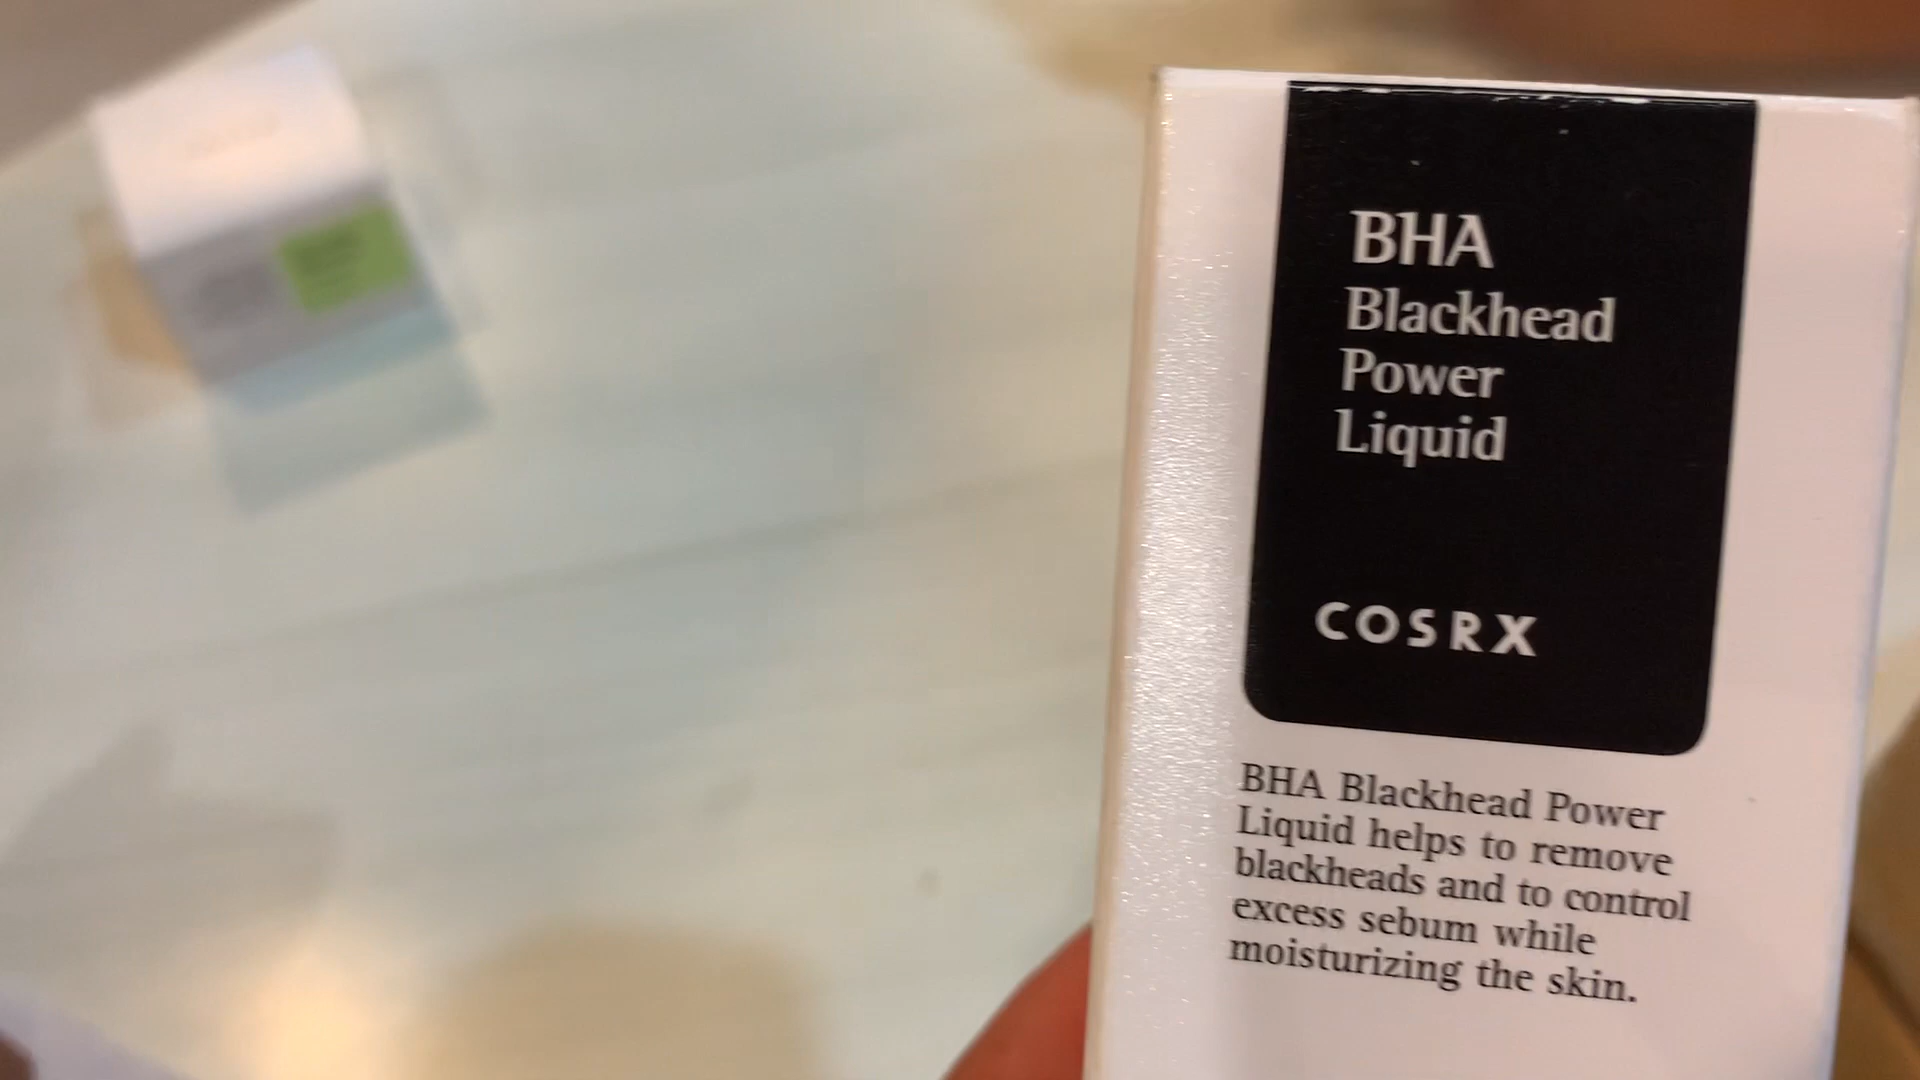 BHA
Blackhead
Power
Liquid
COSRX
BHA Blackhead Power
Liquid helps to remove
blackheads and to control
excess sebum while
moisturizing the skin.